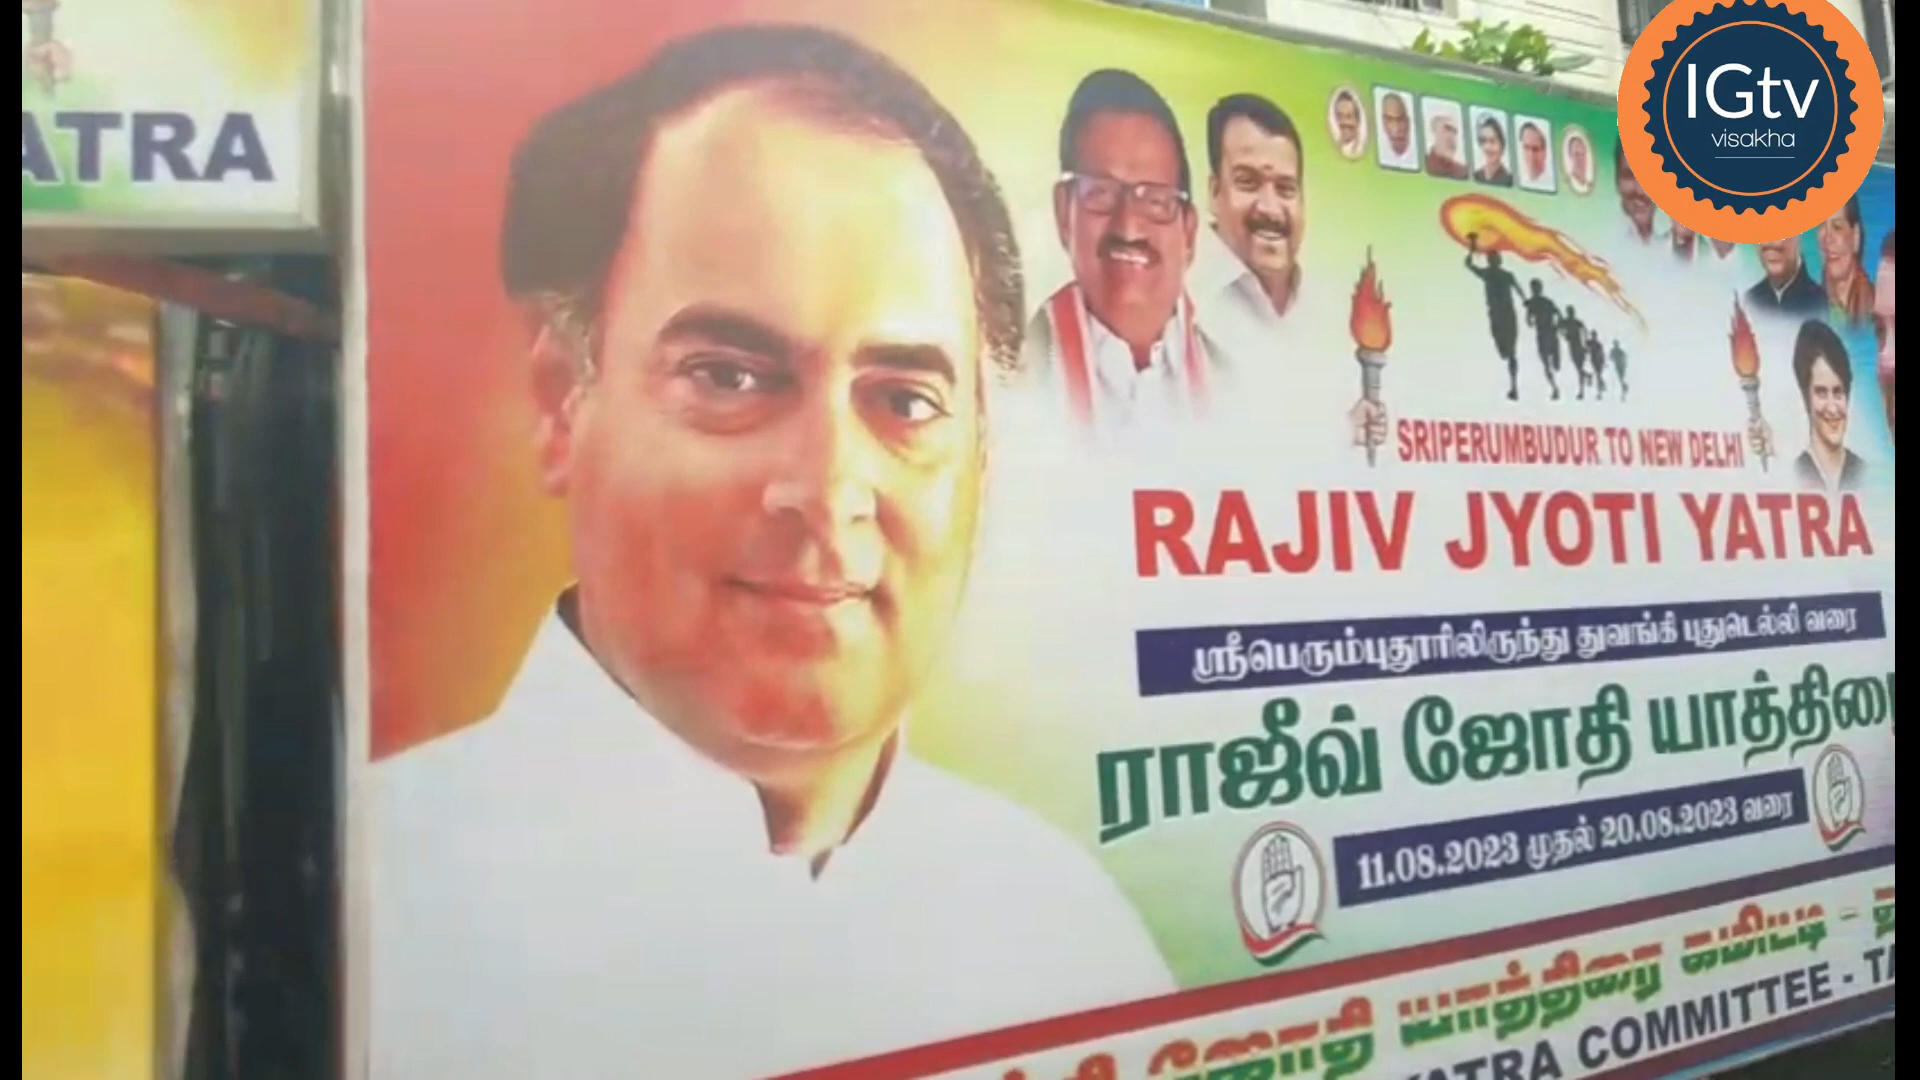 IGtv
visakha
ATRA
SRIPERUMBUDUR TO NEW DELHI
RAJIV JYOTI YATRA
ஸ்ரீபெரும்புதூரிலிருந்து துவங்கி புதுடெல்லி வரை
ராஜீவ் ஜோதி யாத்திரை
11.08.2023 முதல் 20.08.2023 வரை
ஜோதி யாத்திரை கமிட்டி -
YATRA COMMITTEE - TA